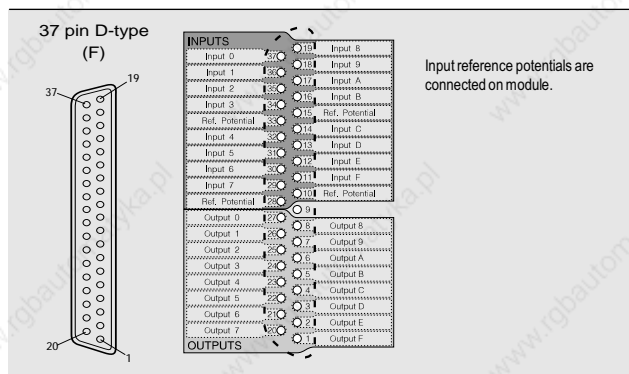 37 pin D-type
(F)
37
19
20
1
INPUTS
Input 0 37 19 Input 8
Input 1 36 18 Input 9
Input 2 35 17 Input A
Input 3 34 16 Input B
Ref. Potential 33 15 Ref. Potential
Input 4 32 14 Input C
Input 5 31 13 Input D
Input 6 30 12 Input E
Input 7 29 11 Input F
Ref. Potential 28 10 Ref. Potential
9
Output 0 27 8 Output 8
Output 1 26 7 Output 9
Output 2 25 6 Output A
Output 3 24 5 Output B
Output 4 23 4 Output C
Output 5 22 3 Output D
Output 6 21 2 Output E
Output 7 20 1 Output F
OUTPUTS
Input reference potentials are
connected on module.